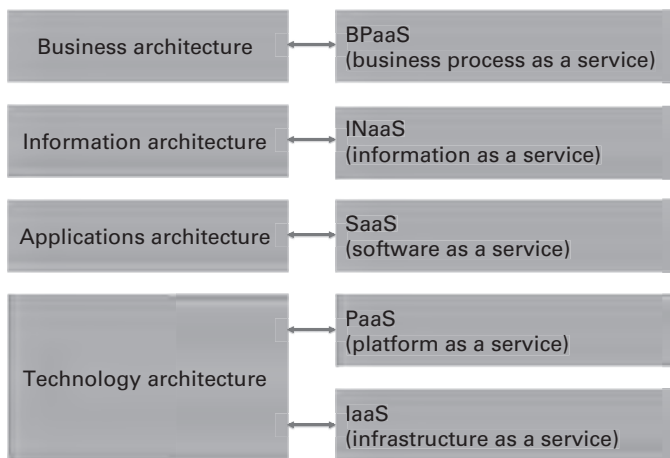 Business architecture
BPaaS
(business process as a service)
Information architecture
INaaS
(information as a service)
Applications architecture
SaaS
(software as a service)
Technology architecture
PaaS
(platform as a service)
IaaS
(infrastructure as a service)